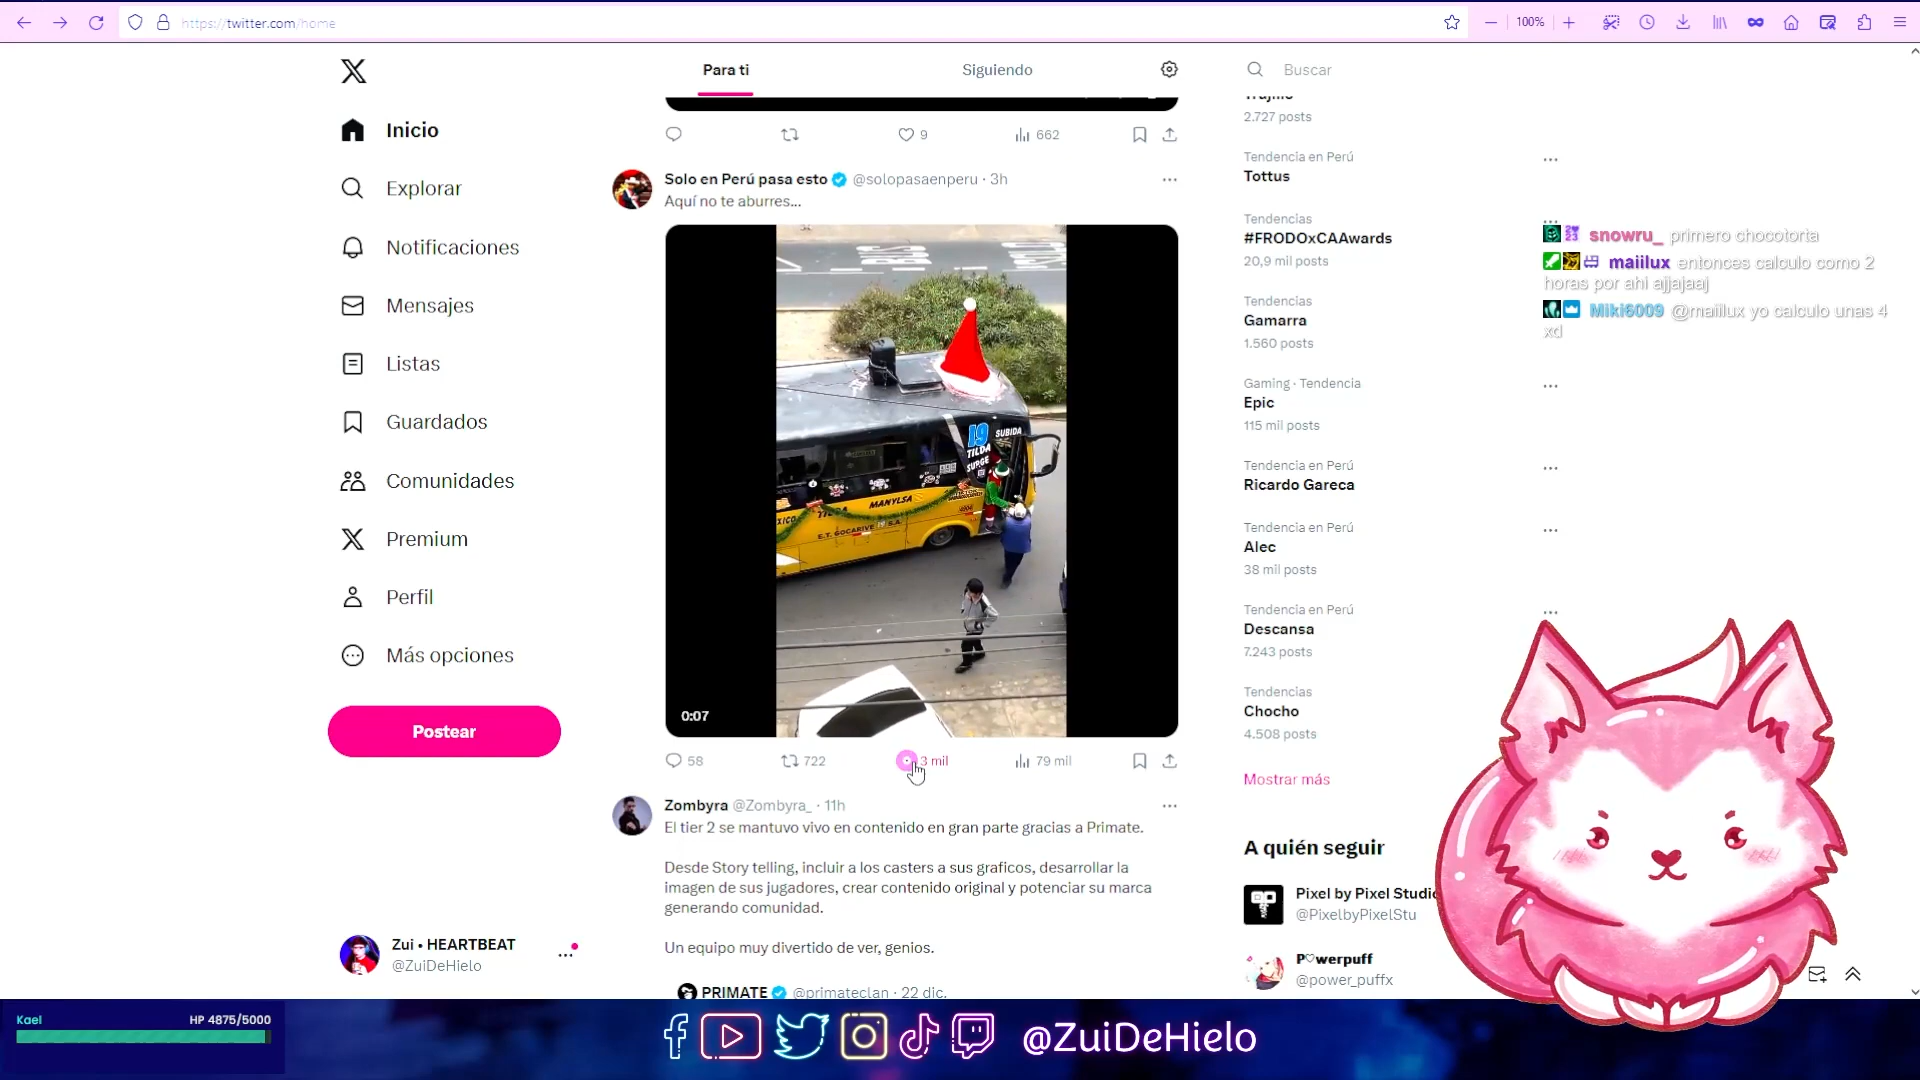 https://twitter.com/home
100%
Inicio
Explorar
Notificaciones
Mensajes
Listas
Guardados
Comunidades
Premium
Perfil
Más opciones
Postear
Zui • HEARTBEAT
@ZuiDeHielo
Para ti
Siguiendo
9
662
Solo en Perú pasa esto @solopasaenperu · 3h
Aquí no te aburres...
19
SUBIDA
TILDA
SURGE
MANYLSA
E.T. GOCARIVE S.A.
0:07
58
722
3 mil
79 mil
Zombyra @Zombyra_ · 11h
El tier 2 se mantuvo vivo en contenido en gran parte gracias a Primate.
Desde Story telling, incluir a los casters a sus graficos, desarrollar la
imagen de sus jugadores, crear contenido original y potenciar su marca
generando comunidad.
Un equipo muy divertido de ver, genios.
PRIMATE @primateclan · 22 dic.
Buscar
Trujillo
2.727 posts
Tendencia en Perú
Tottus
Tendencias
#FRODOxCAAwards
20,9 mil posts
Tendencias
Gamarra
1.560 posts
Gaming · Tendencia
Epic
115 mil posts
Tendencia en Perú
Ricardo Gareca
Tendencia en Perú
Alec
38 mil posts
Tendencia en Perú
Descansa
7.243 posts
Tendencias
Chocho
4.508 posts
Mostrar más
A quién seguir
Pixel by Pixel Studio
@PixelbyPixelStu
P♡werpuff
@power_puffx
snowru_ primero chocotorta
maiilux entonces calculo como 2
horas por ahi ajjajaaj
Miki6009 @maiilux yo calculo unas 4
xd
Kael
HP 4875/5000
@ZuiDeHielo